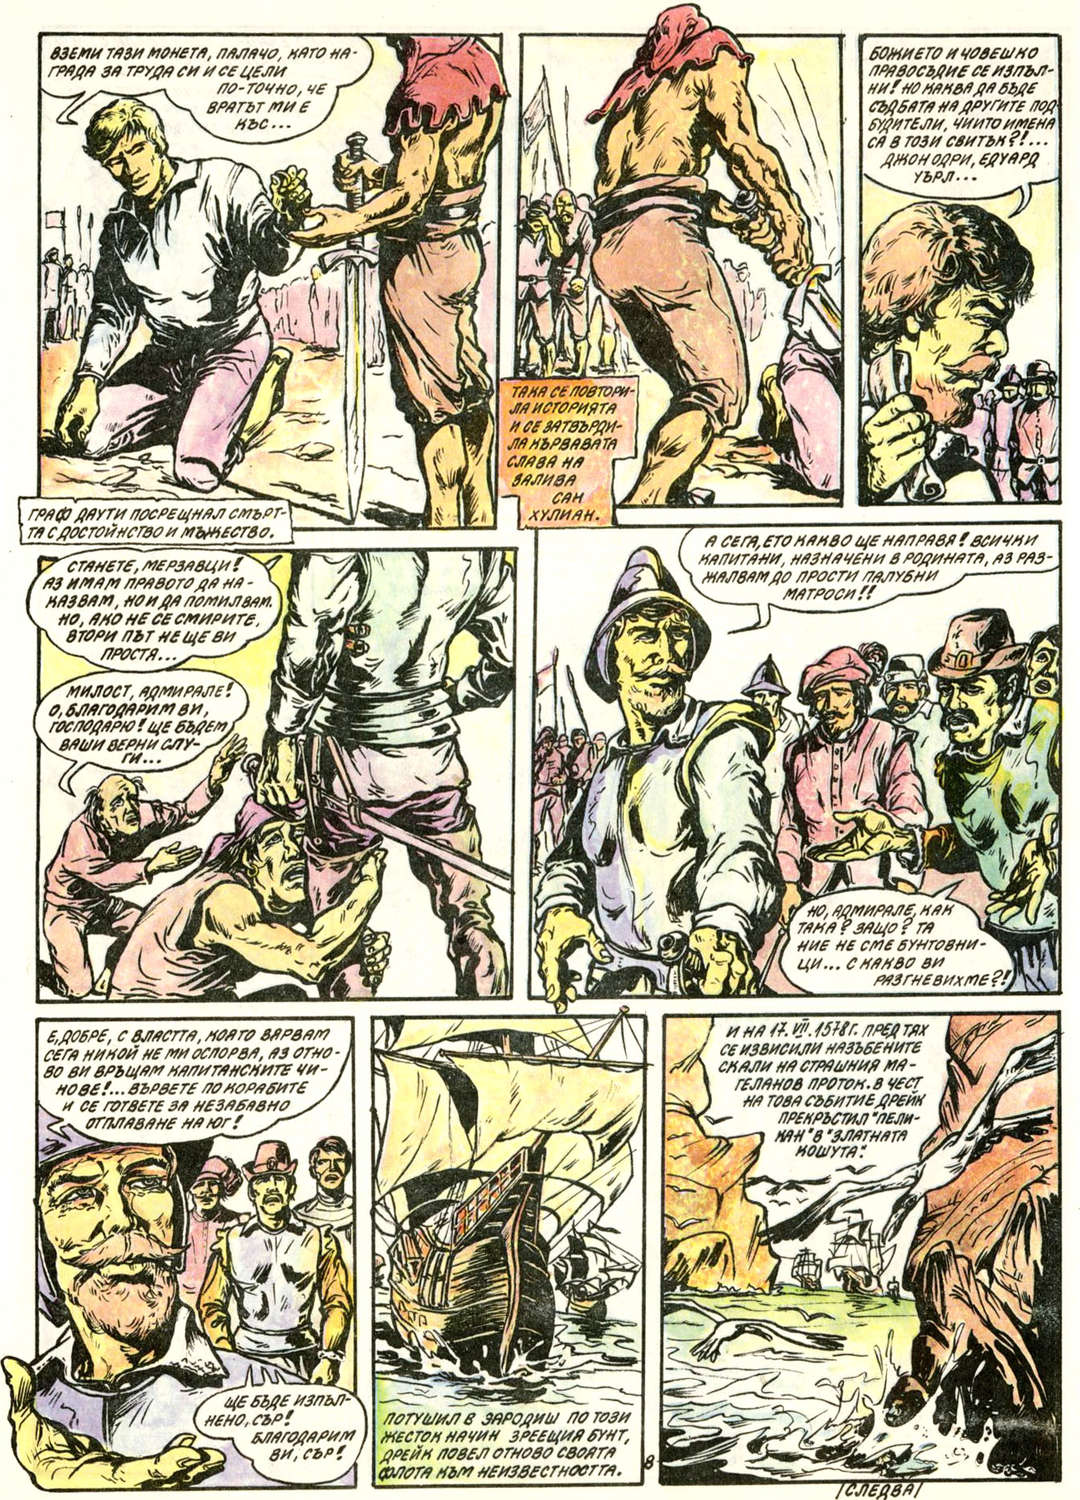 ВЗЕМИ ТАЗИ МОНЕТА, ПАЛАЧО, КАТО НА-
ГРАДА ЗА ТРУДА СИ И СЕ ЦЕЛИ
ПО-ТОЧНО, ЧЕ
ВРАТЪТ МИ Е
КЪС...
ГРАФ ДАУТИ ПОСРЕЩНАЛ СМЪРТ-
ТА С ДОСТОЙНСТВО И МЪЖЕСТВО.
ТАКА СЕ ПОВТОРИ-
ЛА ИСТОРИЯТА
И СЕ ЗАТВЪРДИ-
ЛА КЪРВАВАТА
СЛАВА НА
ЗАЛИВА
САН
ХУЛИАН.
БОЖИЕТО И ЧОВЕШКО
ПРАВОСЪДИЕ СЕ ИЗПЪЛ-
НИ! НО КАКВА ДА БЪДЕ
СЪДБАТА НА ДРУГИТЕ ПОД-
БУДИТЕЛИ, ЧИИТО ИМЕНА
СА В ТОЗИ СВИТЪК?!...
ДЖОН ОДРИ, ЕДУАРД
УЪРЛ...
СТАНЕТЕ, МЕРЗАВЦИ!
АЗ ИМАМ ПРАВОТО ДА НА-
КАЗВАМ, НО И ДА ПОМИЛВАМ.
НО, АКО НЕ СЕ СМИРИТЕ,
ВТОРИ ПЪТ НЕ ЩЕ ВИ
ПРОСТЯ...
МИЛОСТ, АДМИРАЛЕ!
О, БЛАГОДАРИМ ВИ,
ГОСПОДАРЮ! ЩЕ БЪДЕМ
ВАШИ ВЕРНИ СЛУ-
ГИ...
А СЕГА, ЕТО КАКВО ЩЕ НАПРАВЯ! ВСИЧКИ
КАПИТАНИ, НАЗНАЧЕНИ В РОДИНАТА, АЗ РАЗ-
ЖАЛВАМ ДО ПРОСТИ ПАЛУБНИ
МАТРОСИ!!
НО, АДМИРАЛЕ, КАК
ТАКА? ЗАЩО? ТА
НИЕ НЕ СМЕ БУНТОВНИ-
ЦИ... С КАКВО ВИ
РАЗГНЕВИХМЕ?!
Е, ДОБРЕ, С ВЛАСТТА, КОЯТО ВЯРВАМ
СЕГА НИКОЙ НЕ МИ ОСПОРВА, АЗ ОТНО-
ВО ВИ ВРЪЩАМ КАПИТАНСКИТЕ ЧИ-
НОВЕ!... ВЪРВЕТЕ ПО КОРАБИТЕ
И СЕ ГОТВЕТЕ ЗА НЕЗАБАВНО
ОТПЛАВАНЕ НА ЮГ!
ЩЕ БЪДЕ ИЗПЪЛ-
НЕНО, СЪР!
БЛАГОДАРИМ
ВИ, СЪР!
ПОТУШИЛ В ЗАРОДИШ ПО ТОЗИ
ЖЕСТОК НАЧИН ЗРЕЕЩИЯ БУНТ,
ДРЕЙК ПОВЕЛ ОТНОВО СВОЯТА
ФЛОТА КЪМ НЕИЗВЕСТНОСТТА.
8
И НА 17. VII. 1578 Г. ПРЕД ТЯХ
СЕ ИЗВИСИЛИ НАЗЪБЕНИТЕ
СКАЛИ НА СТРАШНИЯ МА-
ГЕЛАНОВ ПРОТОК. В ЧЕСТ
НА ТОВА СЪБИТИЕ ДРЕЙК
ПРЕКРЪСТИЛ "ПЕЛИ-
КАН" В "ЗЛАТНАТА
КОШУТА".
/СЛЕДВА/